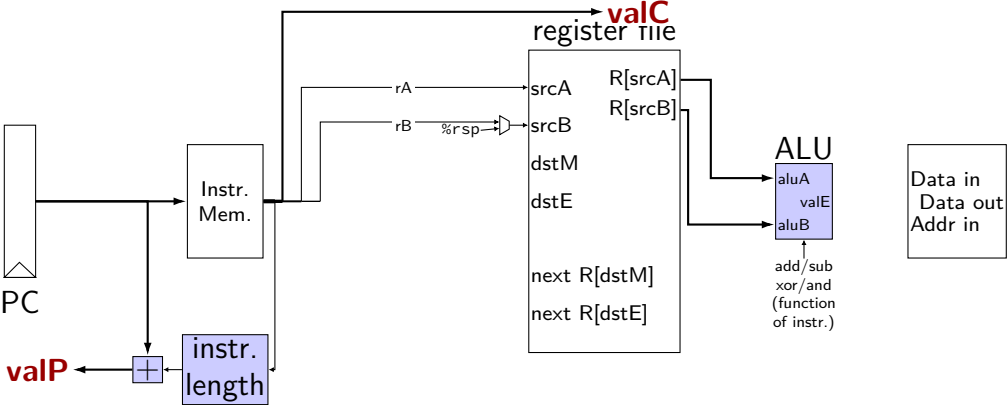 valC
register file
rA
srcA
R[srcA]
R[srcB]
rB
%rsp
srcB
ALU
dstM
Instr.
Mem.
dstE
aluA
valE
aluB
Data in
Data out
Addr in
add/sub
xor/and
(function
of instr.)
next R[dstM]
next R[dstE]
PC
instr.
length
+
valP